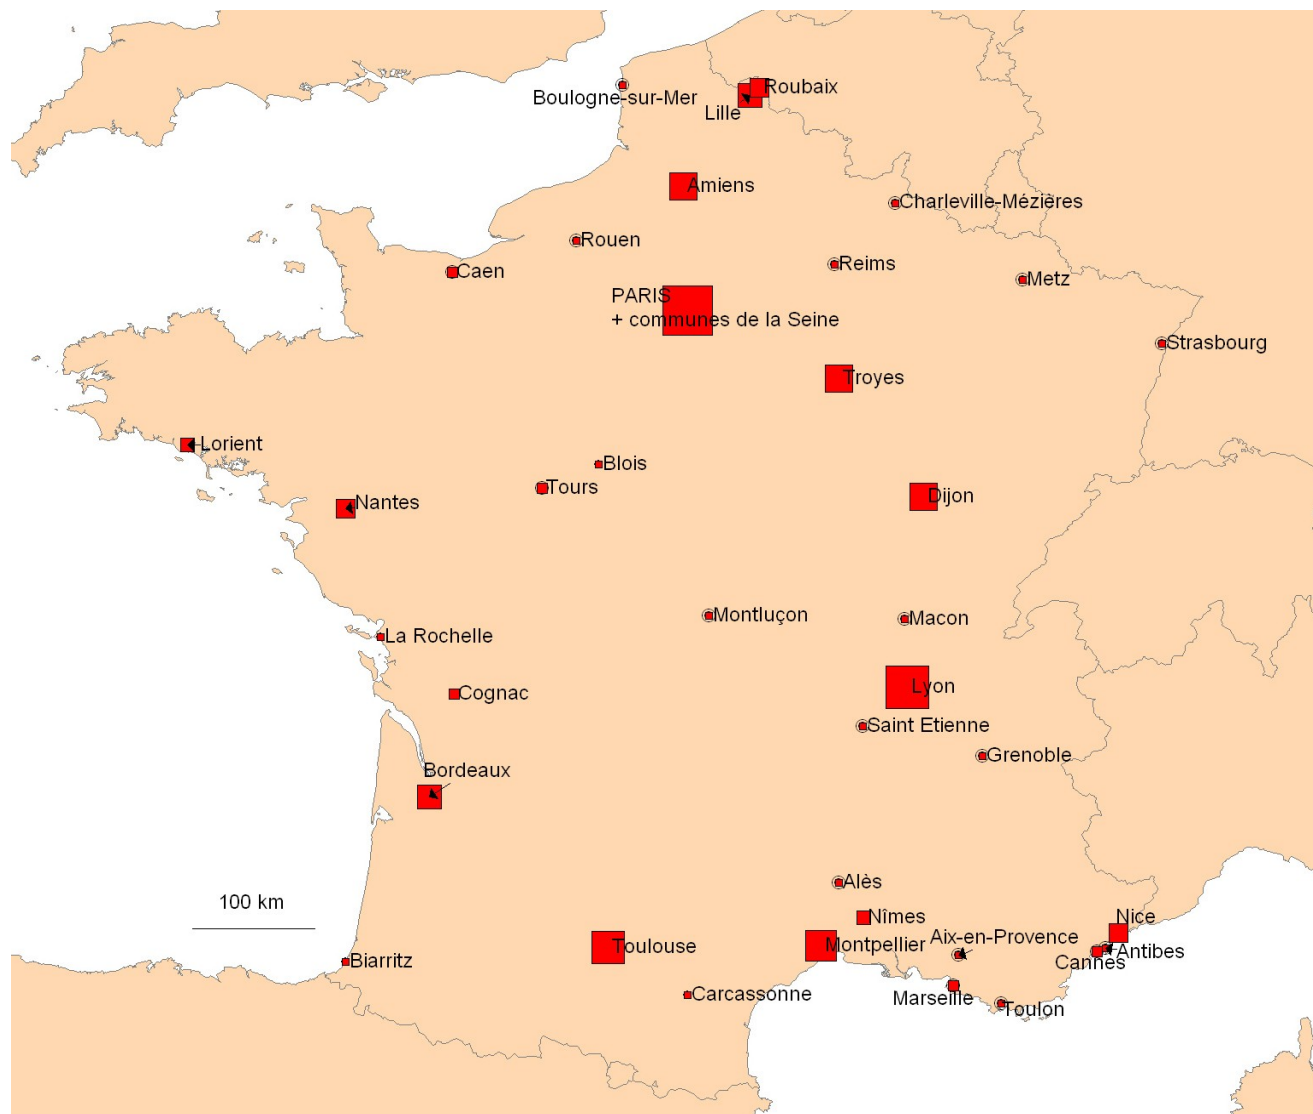 Roubaix
Boulogne-sur-Mer
Lille
Amiens
Charleville-Mézières
Rouen
Reims
Caen
Metz
PARIS
+ communes de la Seine
Strasbourg
Troyes
Lorient
Blois
Tours
Nantes
Dijon
Montluçon
Macon
La Rochelle
Lyon
Cognac
Saint Etienne
Grenoble
Bordeaux
Alès
100 km
Nîmes
Nice
Aix-en-Provence
Toulouse
Montpellier
Antibes
Cannes
Biarritz
Carcassonne
Marseille
Toulon